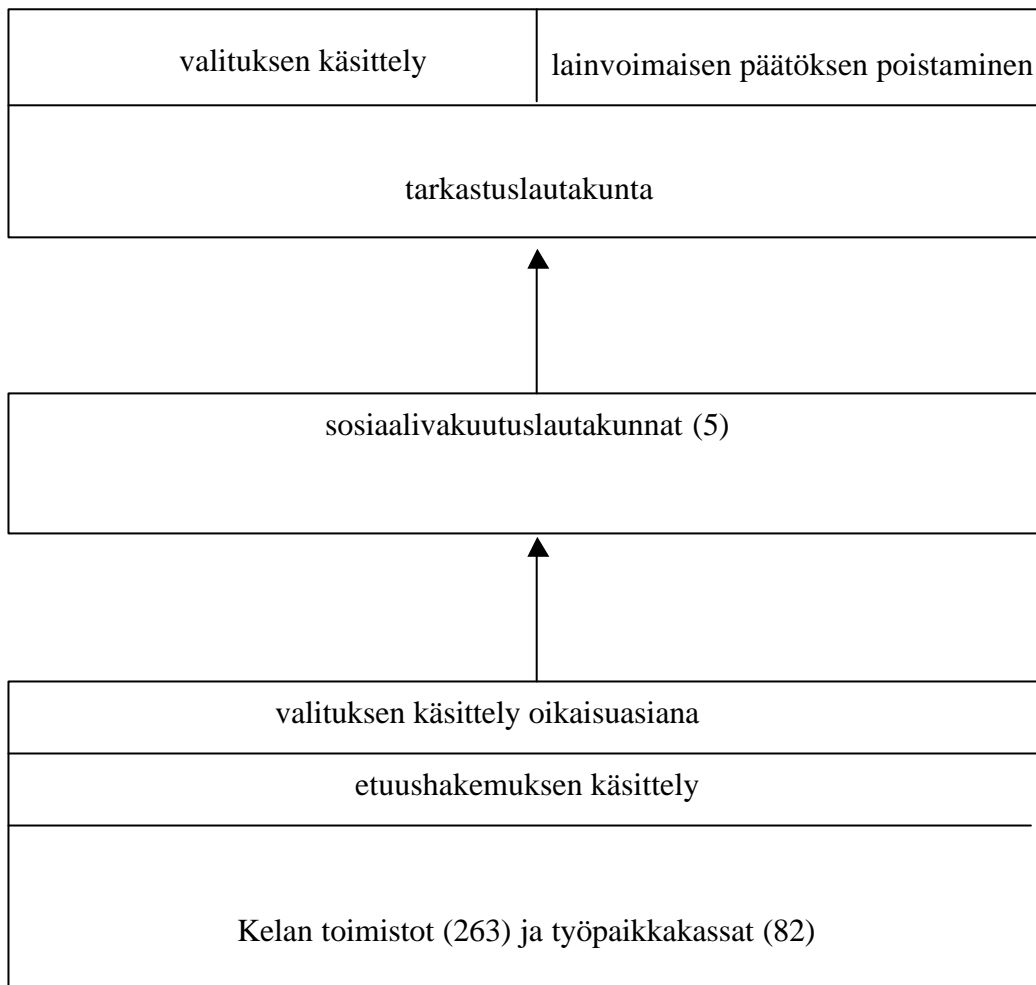 valituksen käsittely
lainvoimaisen päätöksen poistaminen
tarkastuslautakunta
sosiaalivakuutuslautakunnat (5)
valituksen käsittely oikaisuasiana
etuushakemuksen käsittely
Kelan toimistot (263) ja työpaikkakassat (82)